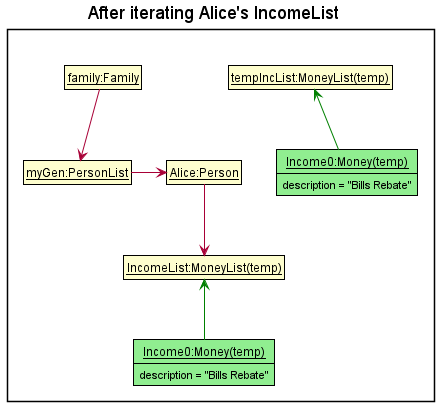 After iterating Alice's IncomeList
family:Family
tempIncList:MoneyList(temp)
Income0:Money(temp)
description = "Bills Rebate"
myGen:PersonList
Alice:Person
IncomeList:MoneyList(temp)
Income0:Money(temp)
description = "Bills Rebate"